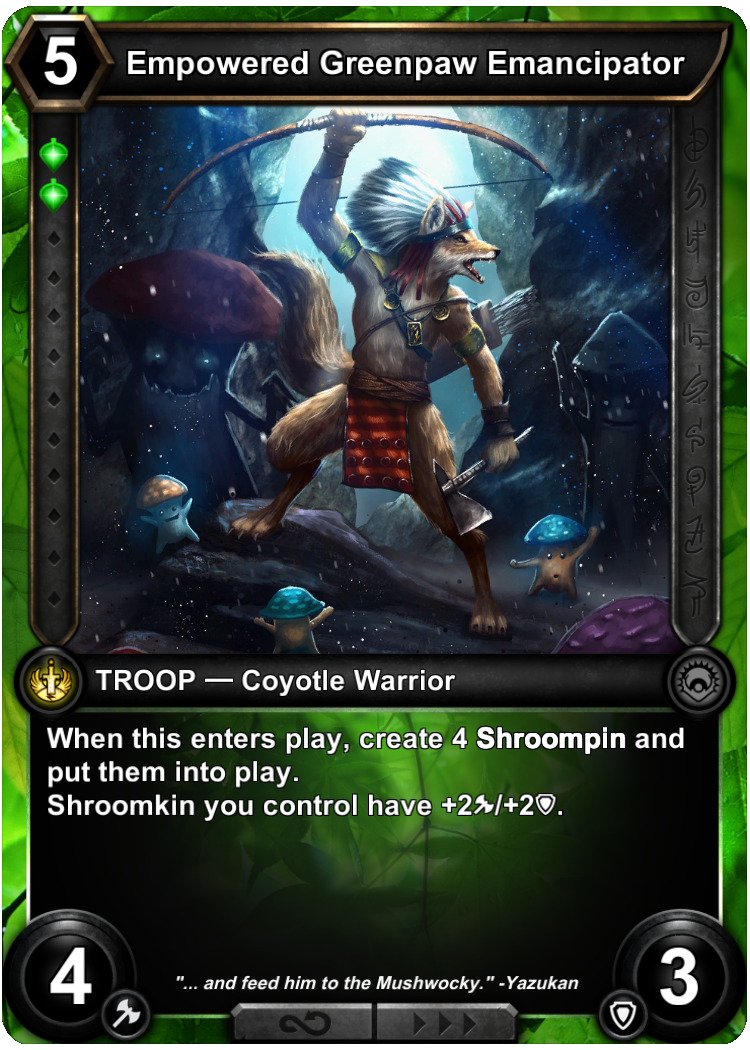 5
Empowered Greenpaw Emancipator
TROOP — Coyotle Warrior
When this enters play, create 4 Shroompin and
put them into play.
Shroomkin you control have +2/+2.
4
"... and feed him to the Mushwocky." -Yazukan
3